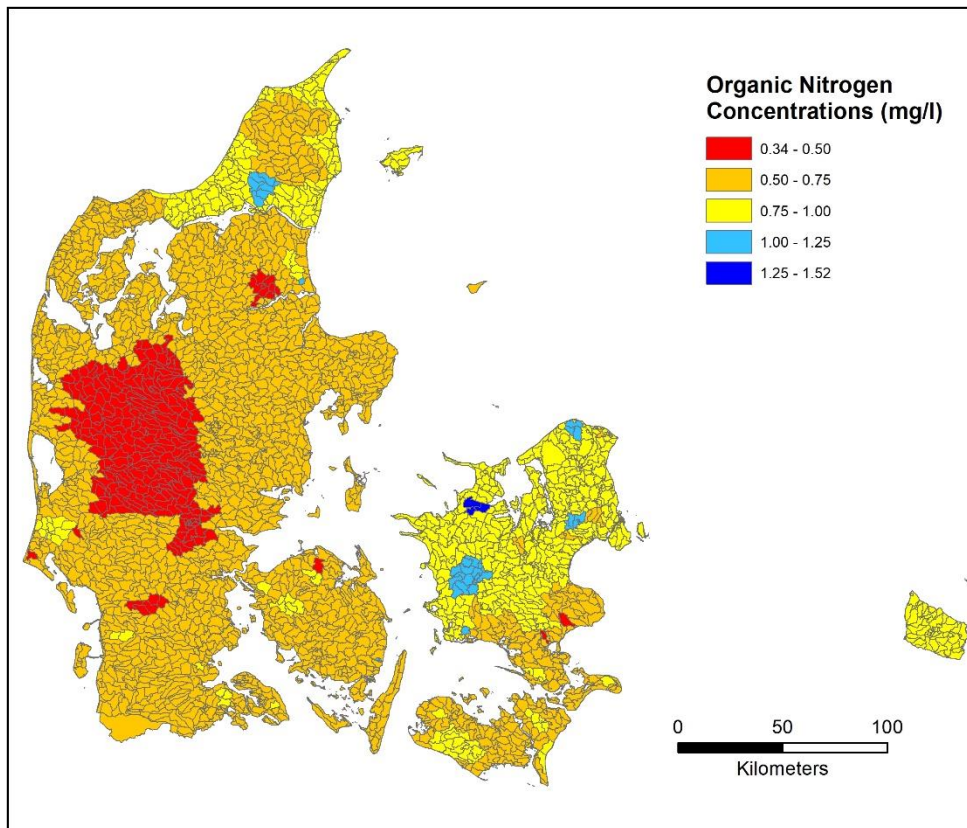 Organic Nitrogen
Concentrations (mg/l)
0.34 - 0.50
0.50 - 0.75
0.75 - 1.00
1.00 - 1.25
1.25 - 1.52
0 50 100
Kilometers